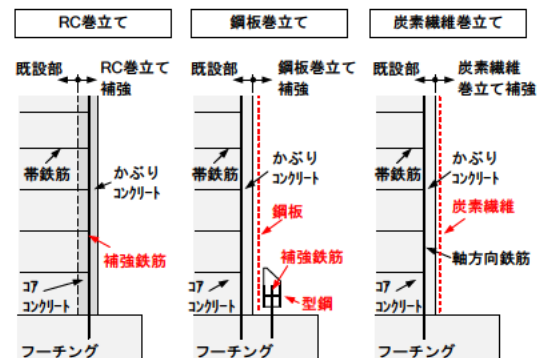 RC巻立て
既設部
RC巻立て
補強
帯鉄筋
かぶり
コンクリート
補強鉄筋
コア
コンクリート
フーチング
鋼板巻立て
既設部
鋼板巻立て
補強
帯鉄筋
かぶり
コンクリート
鋼板
補強鉄筋
コア
コンクリート
型鋼
フーチング
炭素繊維巻立て
既設部
炭素繊維
巻立て補強
帯鉄筋
かぶり
コンクリート
炭素繊維
軸方向鉄筋
コア
コンクリート
フーチング